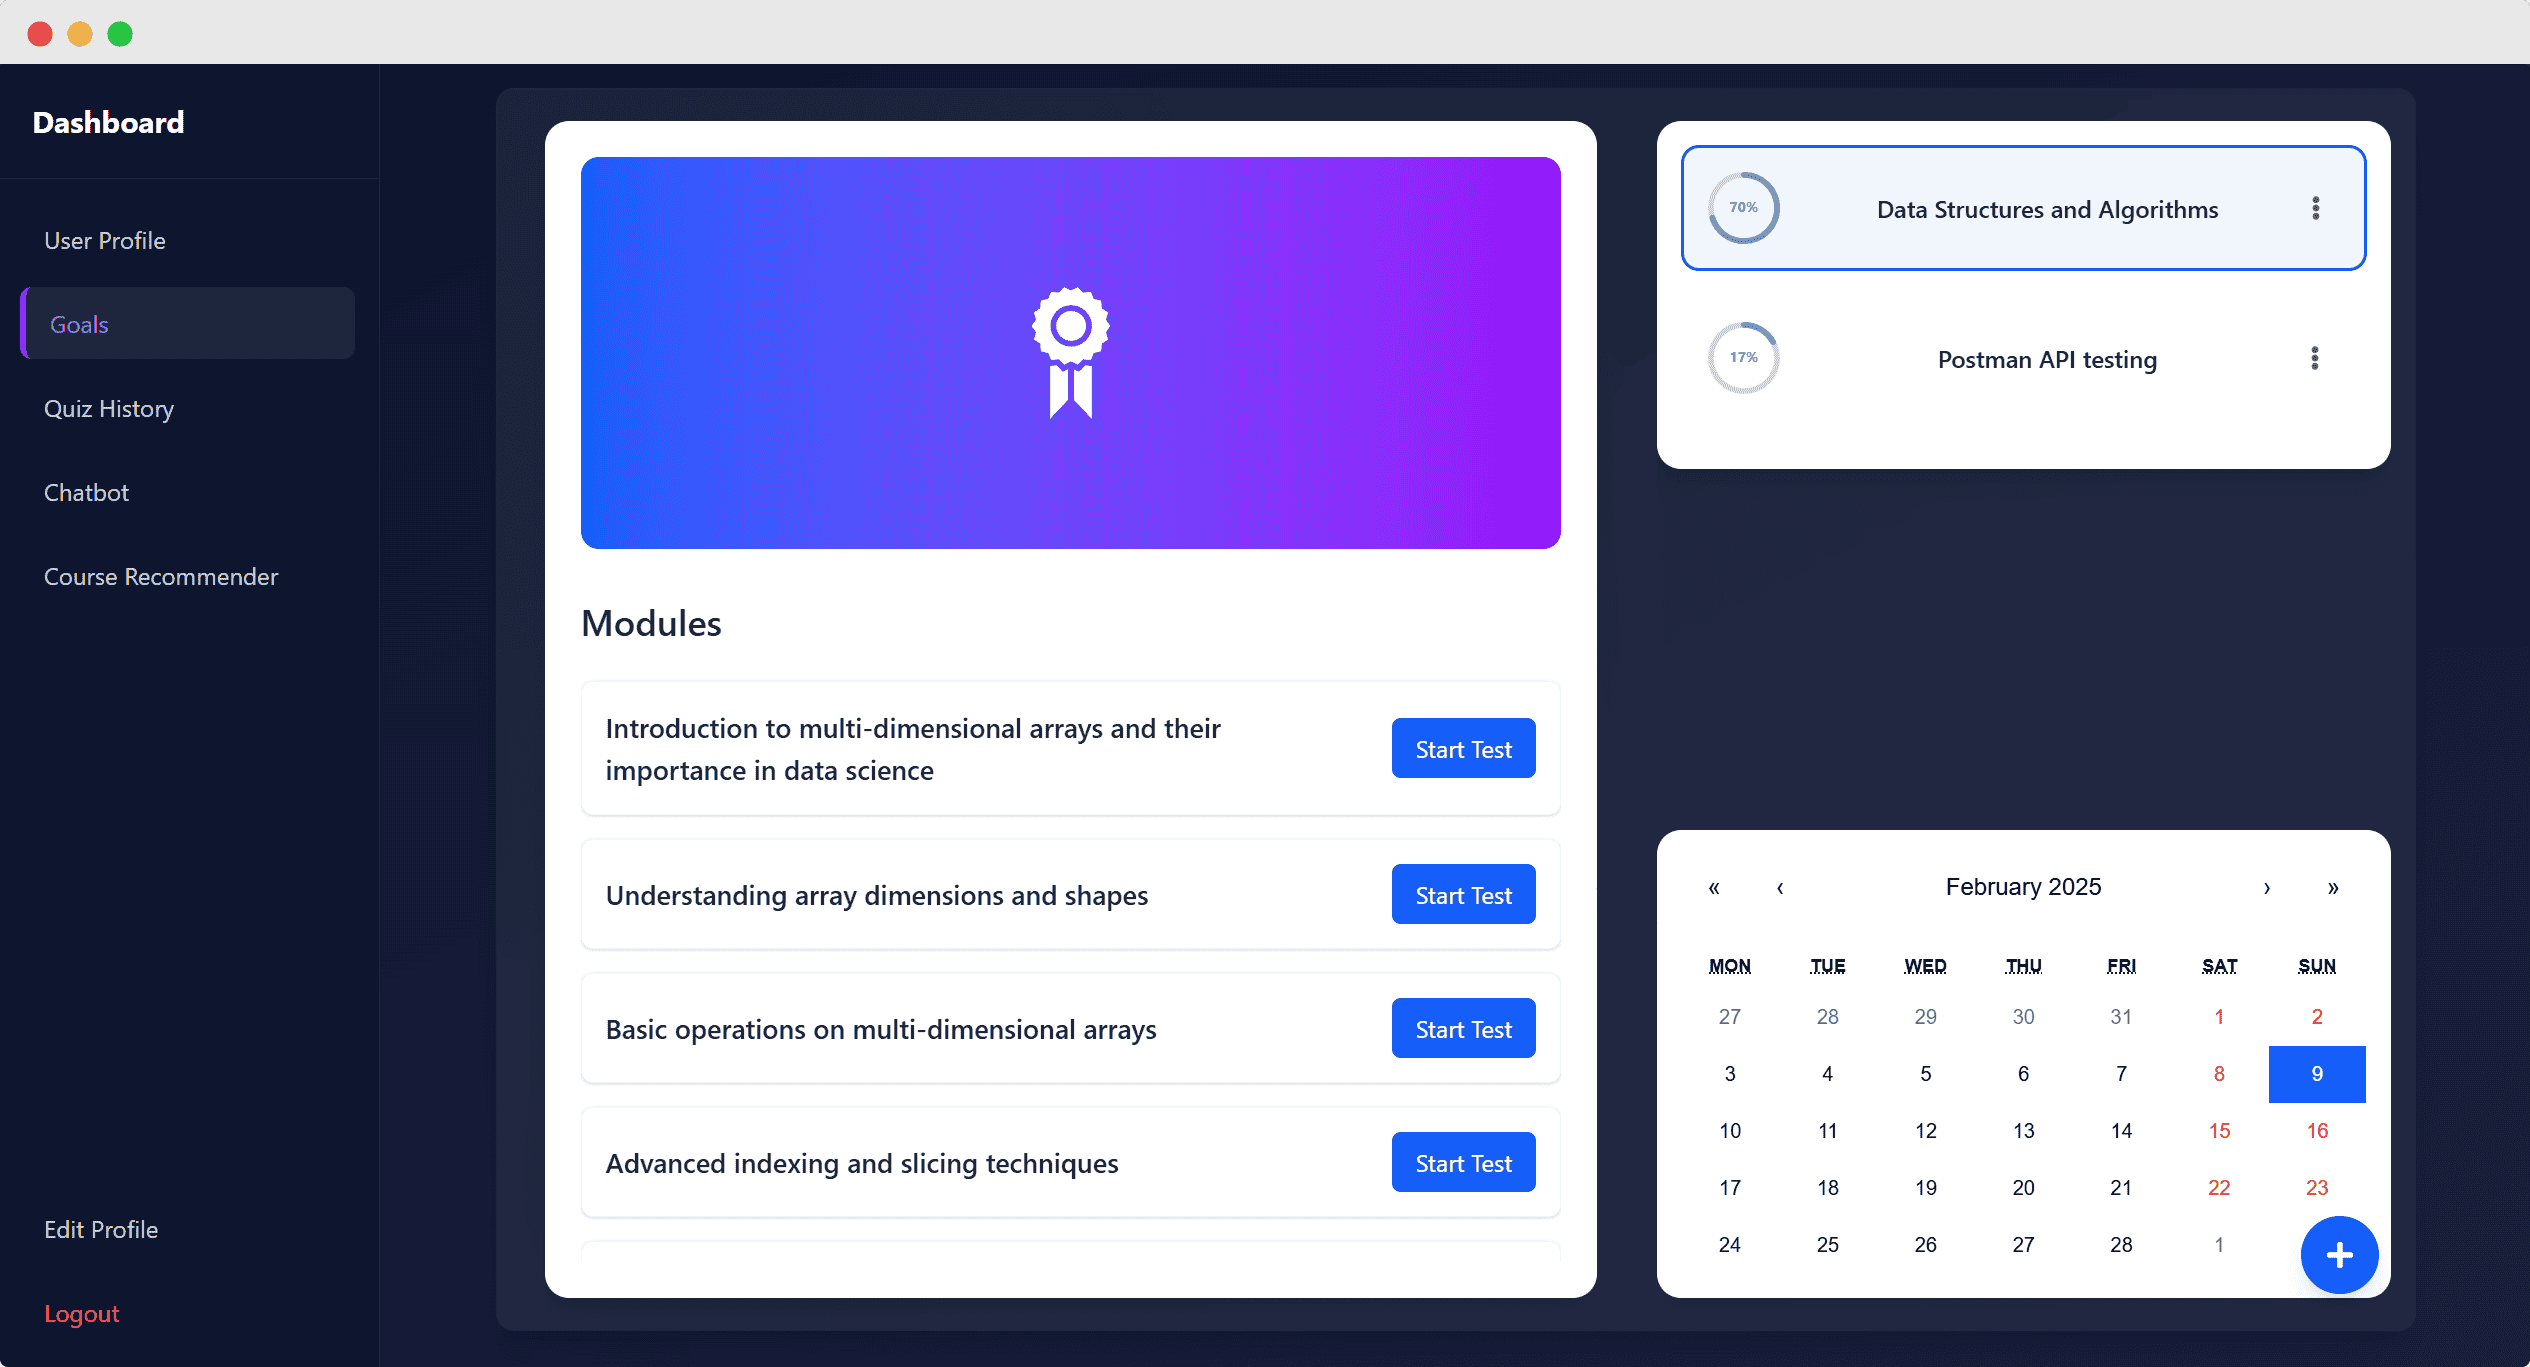 Dashboard
User Profile
Goals
Quiz History
Chatbot
Course Recommender
Edit Profile
Logout
Modules
Introduction to multi-dimensional arrays and their
importance in data science
Start Test
Understanding array dimensions and shapes
Start Test
Basic operations on multi-dimensional arrays
Start Test
Advanced indexing and slicing techniques
Start Test
70%
Data Structures and Algorithms
17%
Postman API testing
« ‹ February 2025 › »
MON TUE WED THU FRI SAT SUN
27 28 29 30 31 1 2
3 4 5 6 7 8 9
10 11 12 13 14 15 16
17 18 19 20 21 22 23
24 25 26 27 28 1
+